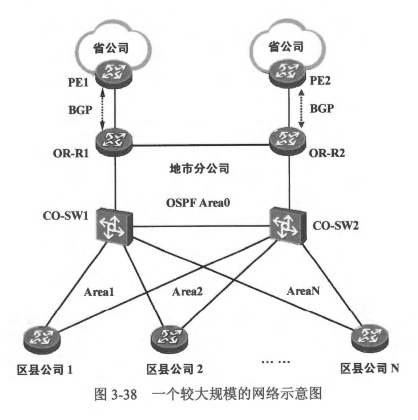 省公司
省公司
PE1
PE2
BGP
BGP
OR-R1
OR-R2
地市分公司
OSPF Area0
CO-SW1
CO-SW2
Area1
Area2
AreaN
区县公司 1
区县公司 2
… …
区县公司 N
图 3-38 一个较大规模的网络示意图